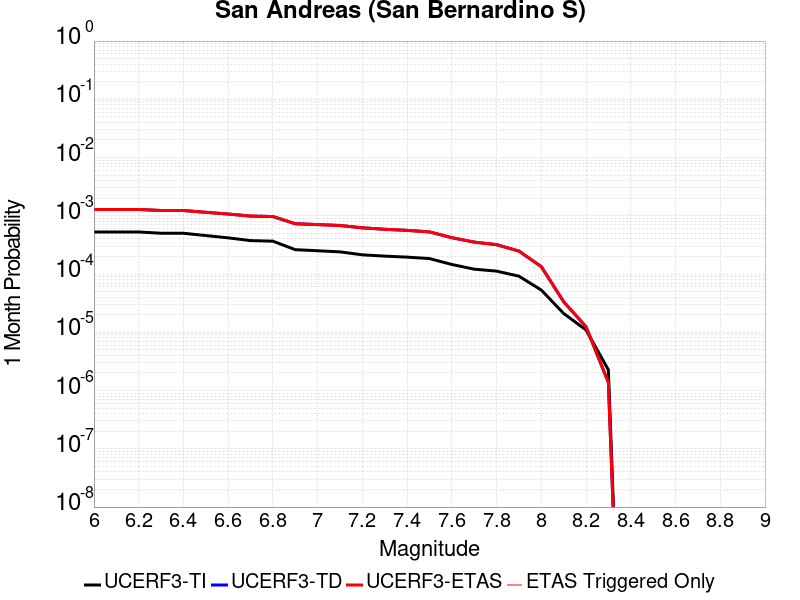 San Andreas (San Bernardino S)
1 Month Probability
10^0
10^-1
10^-2
10^-3
10^-4
10^-5
10^-6
10^-7
10^-8
6 6.2 6.4 6.6 6.8 7 7.2 7.4 7.6 7.8 8 8.2 8.4 8.6 8.8 9
Magnitude
UCERF3-TI UCERF3-TD UCERF3-ETAS ETAS Triggered Only